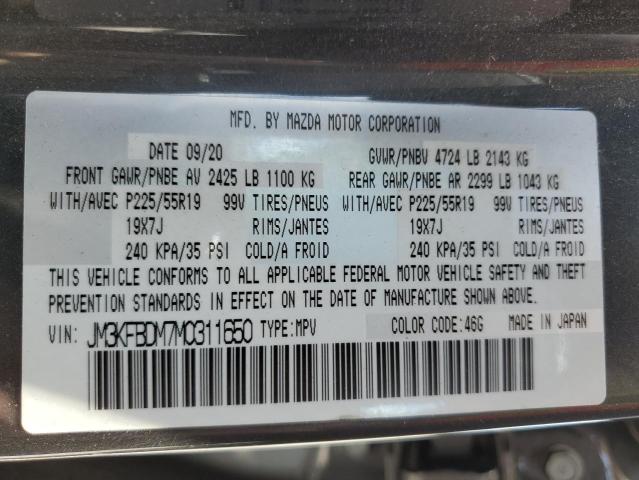 MFD. BY MAZDA MOTOR CORPORATION
DATE 09/20 GVWR/PNBV 4724 LB 2143 KG
FRONT GAWR/PNBE AV 2425 LB 1100 KG REAR GAWR/PNBE AR 2299 LB 1043 KG
WITH/AVEC P225/55R19 99V TIRES/PNEUS WITH/AVEC P225/55R19 99V TIRES/PNEUS
19X7J RIMS/JANTES 19X7J RIMS/JANTES
240 KPA/35 PSI COLD/A FROID 240 KPA/35 PSI COLD/A FROID
THIS VEHICLE CONFORMS TO ALL APPLICABLE FEDERAL MOTOR VEHICLE SAFETY AND THEFT
PREVENTION STANDARDS IN EFFECT ON THE DATE OF MANUFACTURE SHOWN ABOVE.
VIN: JM3KFBDM7M0311650 TYPE:MPV COLOR CODE:46G MADE IN JAPAN